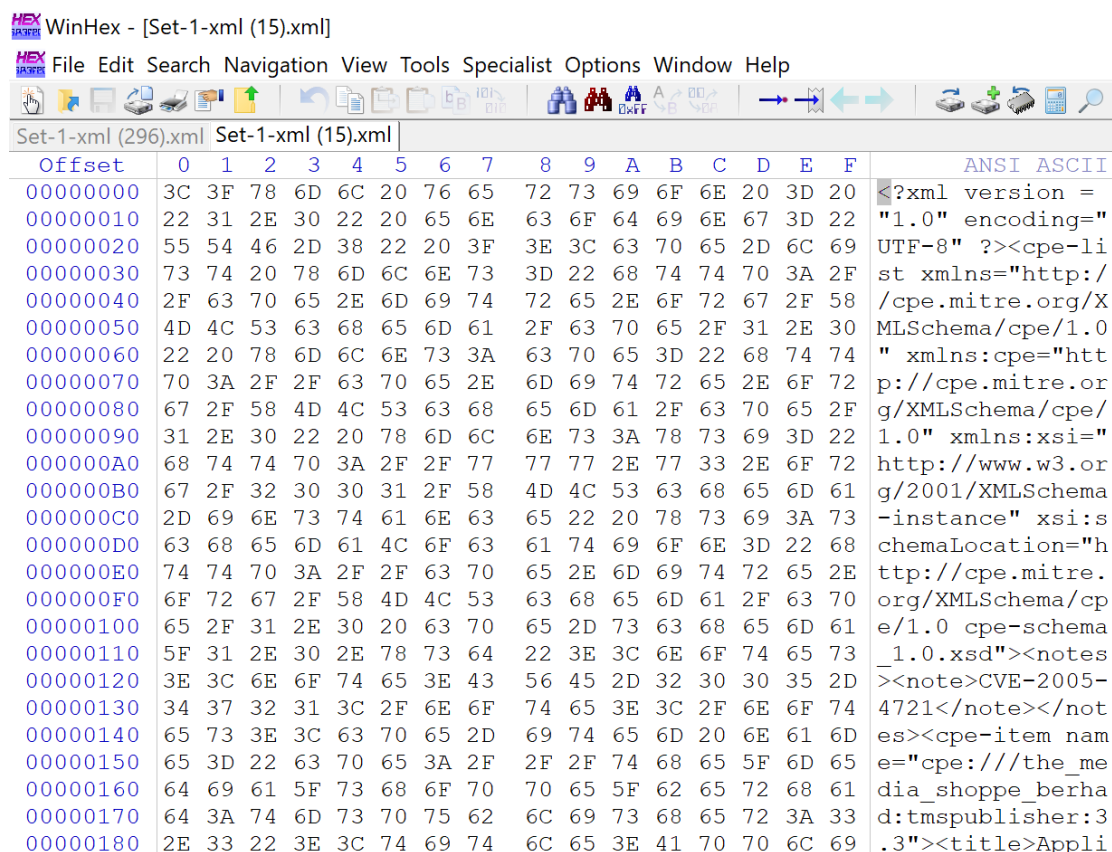 WinHex - [Set-1-xml (15).xml]
File Edit Search Navigation View Tools Specialist Options Window Help
Set-1-xml (296).xml Set-1-xml (15).xml
Offset 0 1 2 3 4 5 6 7 8 9 A B C D E F ANSI ASCII
00000000 3C 3F 78 6D 6C 20 76 65 72 73 69 6F 6E 20 3D 20 <?xml version =
00000010 22 31 2E 30 22 20 65 6E 63 6F 64 69 6E 67 3D 22 "1.0" encoding="
00000020 55 54 46 2D 38 22 20 3F 3E 3C 63 70 65 2D 6C 69 UTF-8" ?><cpe-li
00000030 73 74 20 78 6D 6C 6E 73 3D 22 68 74 74 70 3A 2F st xmlns="http:/
00000040 2F 63 70 65 2E 6D 69 74 72 65 2E 6F 72 67 2F 58 /cpe.mitre.org/X
00000050 4D 4C 53 63 68 65 6D 61 2F 63 70 65 2F 31 2E 30 MLSchema/cpe/1.0
00000060 22 20 78 6D 6C 6E 73 3A 63 70 65 3D 22 68 74 74 " xmlns:cpe="htt
00000070 70 3A 2F 2F 63 70 65 2E 6D 69 74 72 65 2E 6F 72 p://cpe.mitre.or
00000080 67 2F 58 4D 4C 53 63 68 65 6D 61 2F 63 70 65 2F g/XMLSchema/cpe/
00000090 31 2E 30 22 20 78 6D 6C 6E 73 3A 78 73 69 3D 22 1.0" xmlns:xsi="
000000A0 68 74 74 70 3A 2F 2F 77 77 77 2E 77 33 2E 6F 72 http://www.w3.or
000000B0 67 2F 32 30 30 31 2F 58 4D 4C 53 63 68 65 6D 61 g/2001/XMLSchema
000000C0 2D 69 6E 73 74 61 6E 63 65 22 20 78 73 69 3A 73 -instance" xsi:s
000000D0 63 68 65 6D 61 4C 6F 63 61 74 69 6F 6E 3D 22 68 chemaLocation="h
000000E0 74 74 70 3A 2F 2F 63 70 65 2E 6D 69 74 72 65 2E ttp://cpe.mitre.
000000F0 6F 72 67 2F 58 4D 4C 53 63 68 65 6D 61 2F 63 70 org/XMLSchema/cp
00000100 65 2F 31 2E 30 20 63 70 65 2D 73 63 68 65 6D 61 e/1.0 cpe-schema
00000110 5F 31 2E 30 2E 78 73 64 22 3E 3C 6E 6F 74 65 73 _1.0.xsd"><notes
00000120 3E 3C 6E 6F 74 65 3E 43 56 45 2D 32 30 30 35 2D ><note>CVE-2005-
00000130 34 37 32 31 3C 2F 6E 6F 74 65 3E 3C 2F 6E 6F 74 4721</note></not
00000140 65 73 3E 3C 63 70 65 2D 69 74 65 6D 20 6E 61 6D es><cpe-item nam
00000150 65 3D 22 63 70 65 3A 2F 2F 2F 74 68 65 5F 6D 65 e="cpe:///the_me
00000160 64 69 61 5F 73 68 6F 70 70 65 5F 62 65 72 68 61 dia_shoppe_berha
00000170 64 3A 74 6D 73 70 75 62 6C 69 73 68 65 72 3A 33 d:tmspublisher:3
00000180 2E 33 22 3E 3C 74 69 74 6C 65 3E 41 70 70 6C 69 .3"><title>Appli